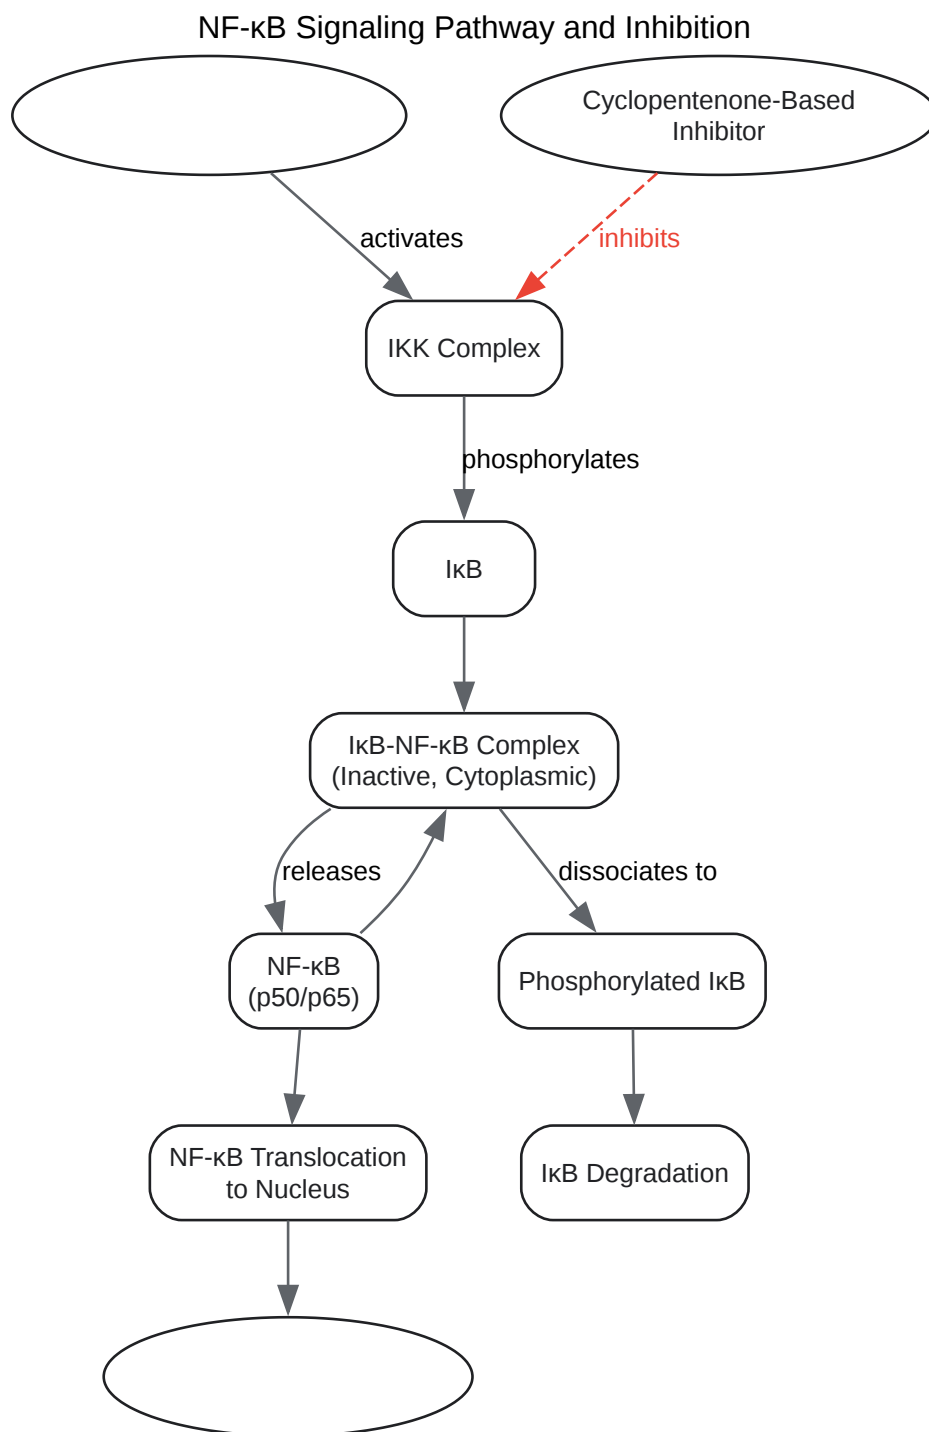 NF-κB Signaling Pathway and Inhibition
Cyclopentenone-Based
Inhibitor
activates
inhibits
IKK Complex
phosphorylates
IκB
IκB-NF-κB Complex
(Inactive, Cytoplasmic)
releases
dissociates to
NF-κB
(p50/p65)
Phosphorylated IκB
NF-κB Translocation
to Nucleus
IκB Degradation